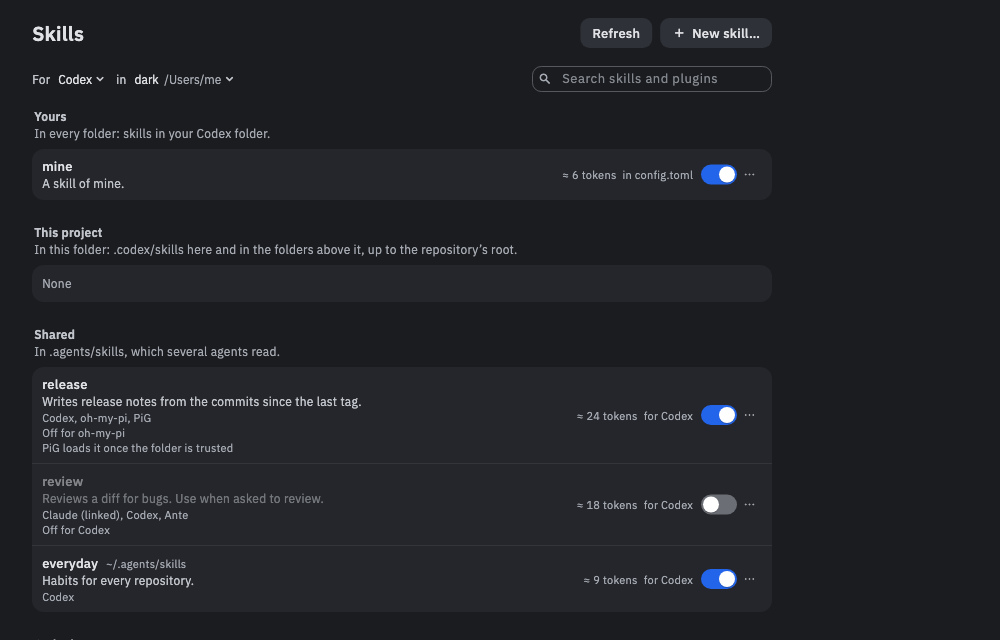 Skills
Refresh
+ New skill...
For Codex in dark /Users/me
Search skills and plugins
Yours
In every folder: skills in your Codex folder.
mine
A skill of mine.
≈ 6 tokens in config.toml
This project
In this folder: .codex/skills here and in the folders above it, up to the repository’s root.
None
Shared
In .agents/skills, which several agents read.
release
Writes release notes from the commits since the last tag.
Codex, oh-my-pi, PiG
Off for oh-my-pi
PiG loads it once the folder is trusted
≈ 24 tokens for Codex
review
Reviews a diff for bugs. Use when asked to review.
Claude (linked), Codex, Ante
Off for Codex
≈ 18 tokens for Codex
everyday ~/.agents/skills
Habits for every repository.
Codex
≈ 9 tokens for Codex